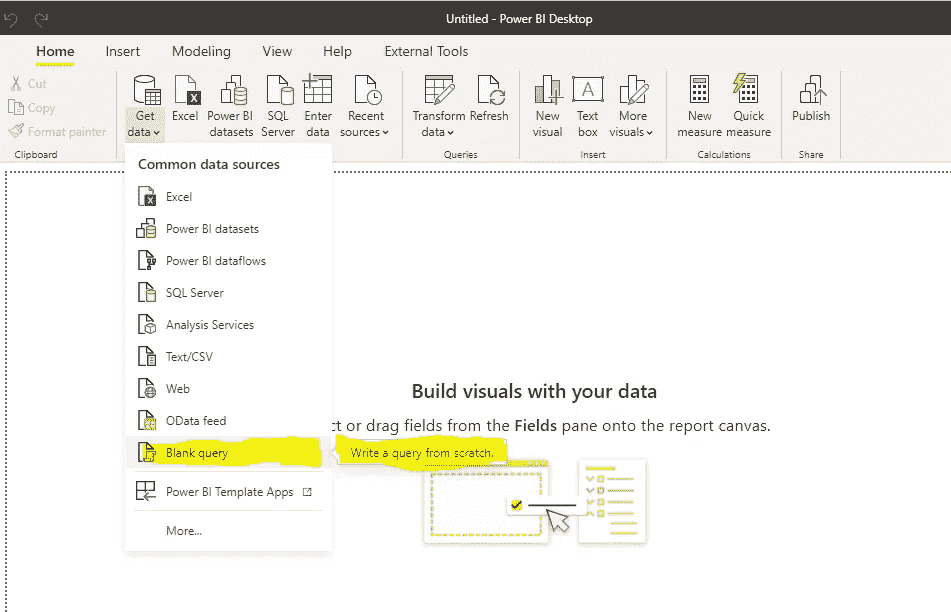 Untitled - Power BI Desktop
Home Insert Modeling View Help External Tools
Cut
Copy
Format painter
Clipboard
Get data
Excel
Power BI datasets
SQL Server
Enter data
Recent sources
Transform data
Refresh
Queries
New visual
Text box
More visuals
Insert
New measure
Quick measure
Calculations
Publish
Share
Common data sources
Excel
Power BI datasets
Power BI dataflows
SQL Server
Analysis Services
Text/CSV
Web
OData feed
Blank query
Write a query from scratch.
Power BI Template Apps
More...
Build visuals with your data
ct or drag fields from the Fields pane onto the report canvas.